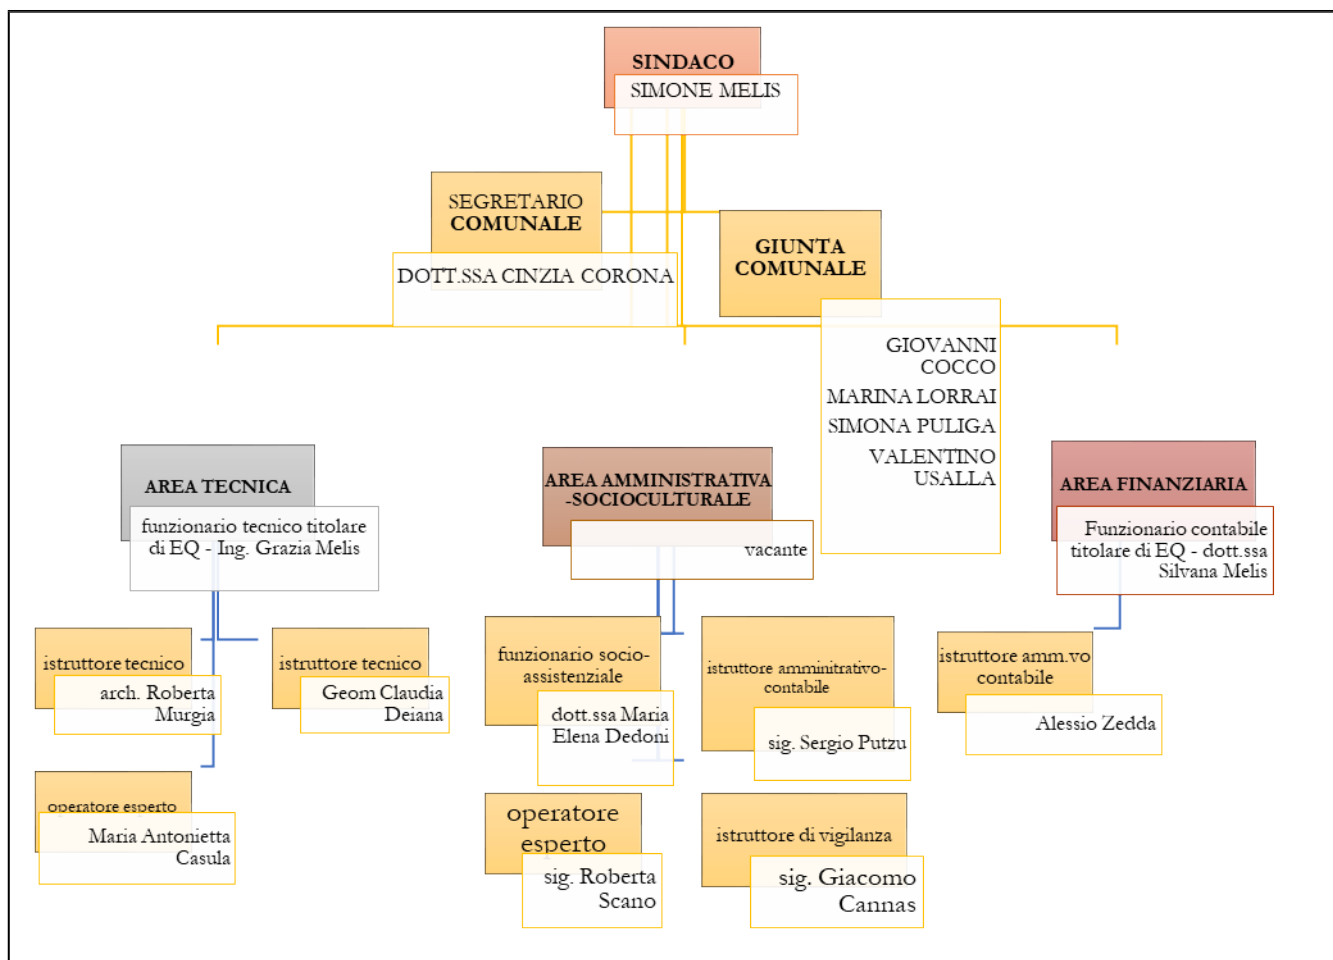 SINDACO
SIMONE MELIS
SEGRETARIO
COMUNALE
DOTT.SSA CINZIA CORONA
GIUNTA
COMUNALE
GIOVANNI
COCCO
MARINA LORRAI
SIMONA PULIGA
VALENTINO
USALLA
AREA TECNICA
funzionario tecnico titolare
di EQ - Ing. Grazia Melis
istruttore tecnico
arch. Roberta
Murgia
istruttore tecnico
Geom Claudia
Deiana
operatore esperto
Maria Antonietta
Casula
AREA AMMINISTRATIVA
-SOCIOCULTURALE
vacante
funzionario socio-
assistenziale
dott.ssa Maria
Elena Dedoni
istruttore amminitrativo-
contabile
sig. Sergio Putzu
operatore
esperto
sig. Roberta
Scano
istruttore di vigilanza
sig. Giacomo
Cannas
AREA FINANZIARIA
Funzionario contabile
titolare di EQ - dott.ssa
Silvana Melis
istruttore amm.vo
contabile
Alessio Zedda